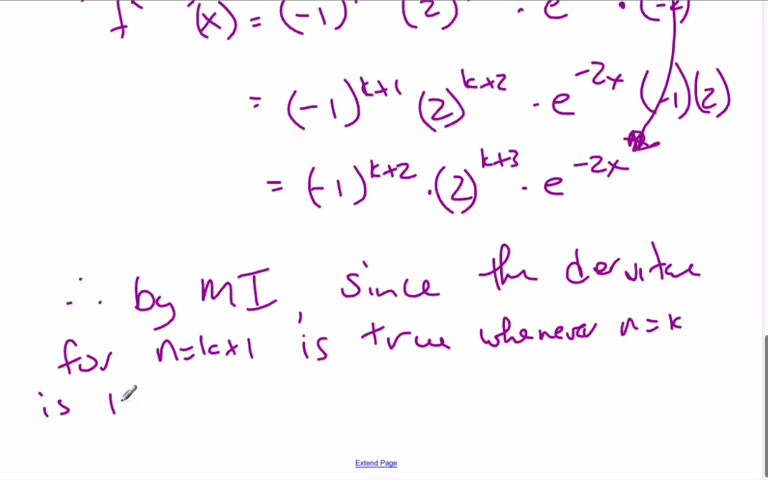 (x) = (-1) (2) · e · (-2)
= (-1)^{k+1} (2)^{k+2} · e^{-2x} (-1)(2)
= (-1)^{k+2} · (2)^{k+3} · e^{-2x}
∴ by MI, since the dervitae
for n=k+1 is true whenever n=k
is
Extend Page